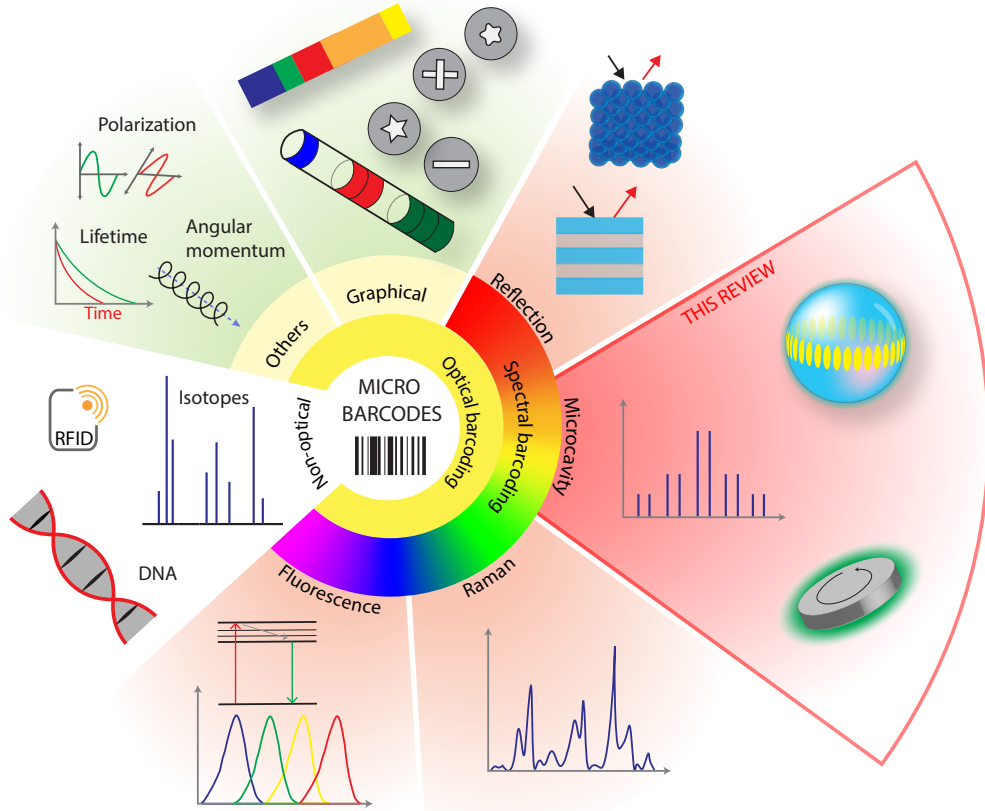 Polarization
Lifetime
Time
Angular
momentum
Others
Graphical
Reflection
THIS REVIEW
Microcavity
Spectral barcoding
Optical barcoding
MICRO
BARCODES
Non-optical
Isotopes
RFID
DNA
Fluorescence
Raman